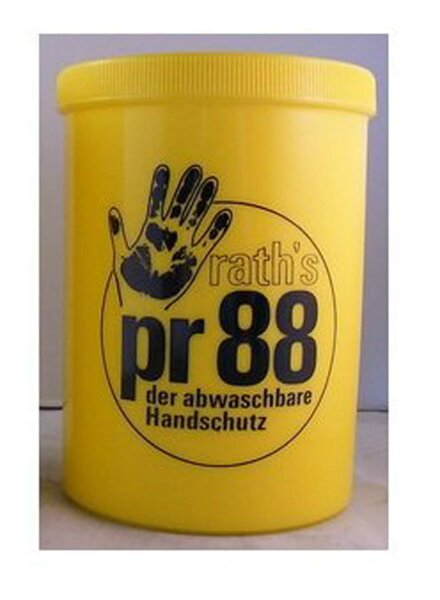 rath's
pr 88
der abwaschbare
Handschutz